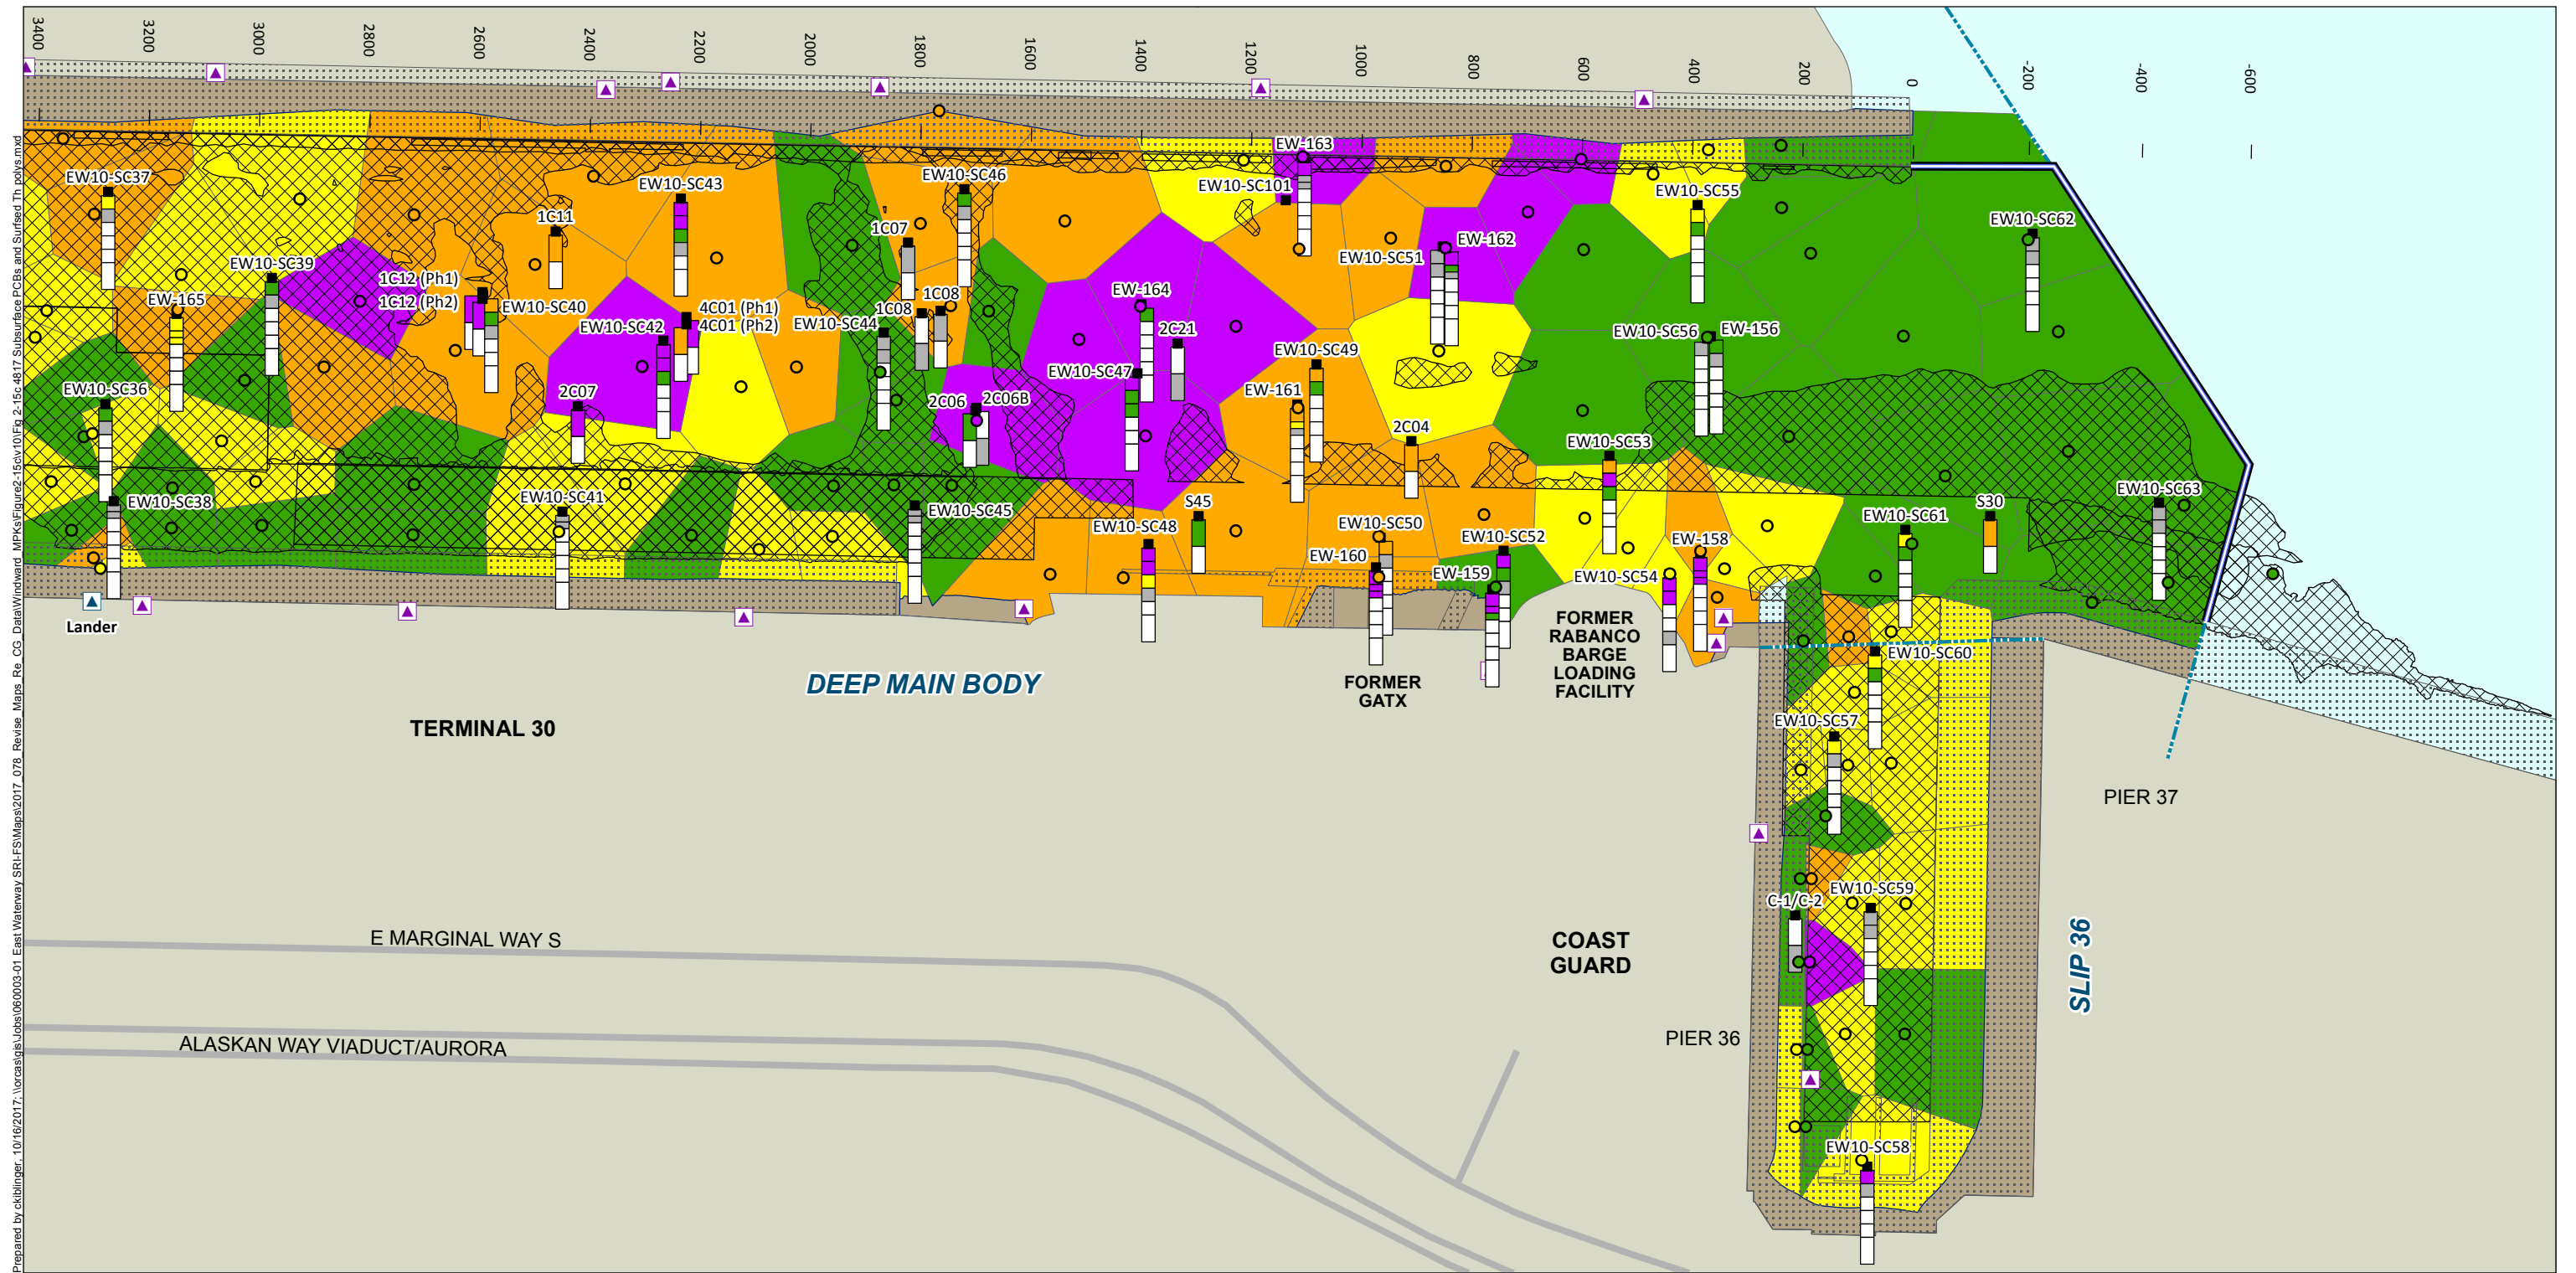 3400
3200
3000
2800
2600
2400
2200
2000
1800
1600
1400
1200
1000
800
600
400
200
0
-200
-400
-600
EW-163
EW10-SC37
EW10-SC43
EW10-SC46
EW10-SC101
EW10-SC55
1C11
1C07
EW10-SC62
EW10-SC51
EW-162
EW10-SC39
1C12 (Ph1)
1C12 (Ph2)
EW-165
EW10-SC40
4C01 (Ph1)
4C01 (Ph2)
EW10-SC42
EW10-SC44
1C08
1C08
EW-164
2C21
EW10-SC56
EW-156
EW10-SC49
EW10-SC47
EW10-SC36
2C07
2C06
2C06B
EW-161
2C04
EW10-SC53
EW10-SC38
EW10-SC41
EW10-SC45
EW10-SC48
S45
EW10-SC50
EW10-SC52
EW-158
EW10-SC61
S30
EW10-SC63
EW-160
EW-159
EW10-SC54
Lander
FORMER
RABANCO
BARGE
LOADING
FACILITY
EW10-SC60
DEEP MAIN BODY
FORMER
GATX
TERMINAL 30
EW10-SC57
PIER 37
EW10-SC59
C-1/C-2
E MARGINAL WAY S
COAST
GUARD
SLIP 36
PIER 36
ALASKAN WAY VIADUCT/AURORA
EW10-SC58